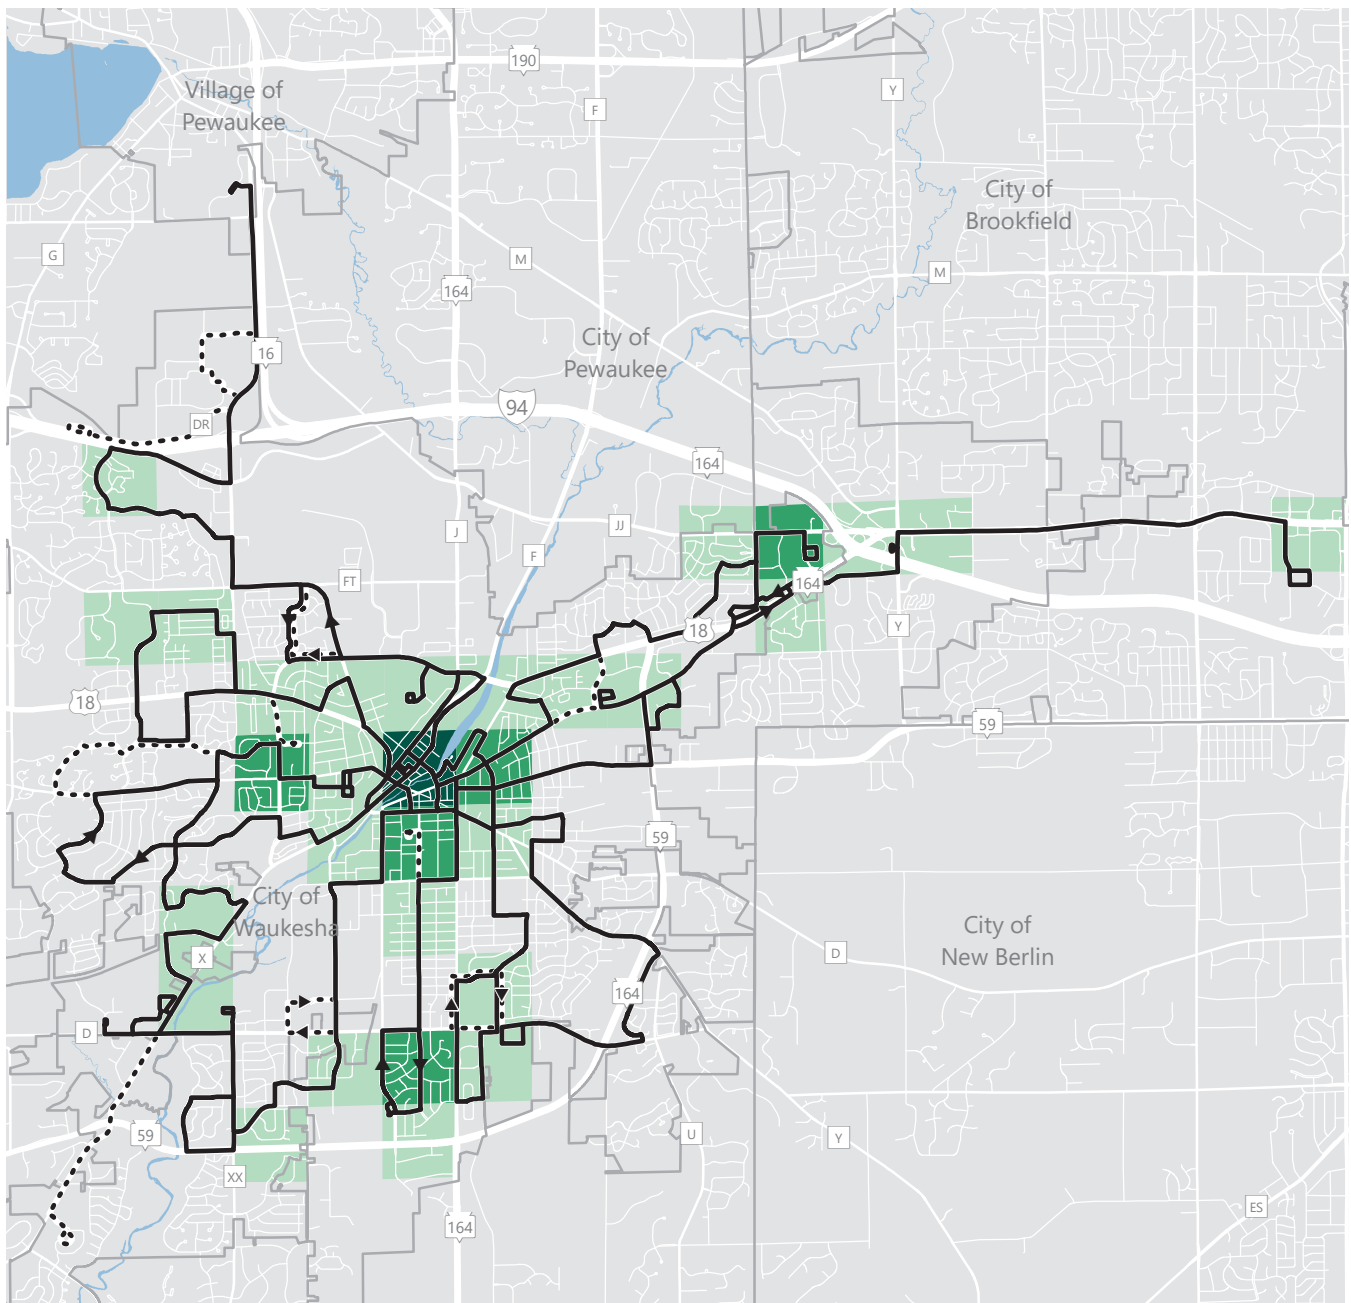 190
Village of
Pewaukee
Y
F
City of
Brookfield
G
M
M
164
City of
Pewaukee
16
94
DR
164
J
JJ
F
FT
164
Y
18
18
59
59
City of
Waukesha
City of
New Berlin
D
X
164
D
59
U
Y
XX
ES
164